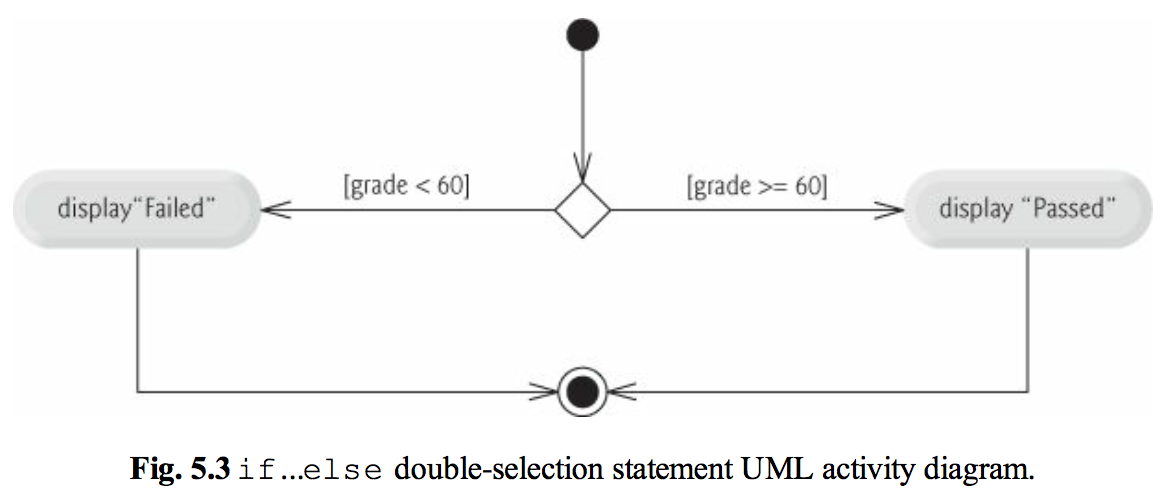 [grade < 60]
[grade >= 60]
display“Failed”
display “Passed”
Fig. 5.3 if...else double-selection statement UML activity diagram.